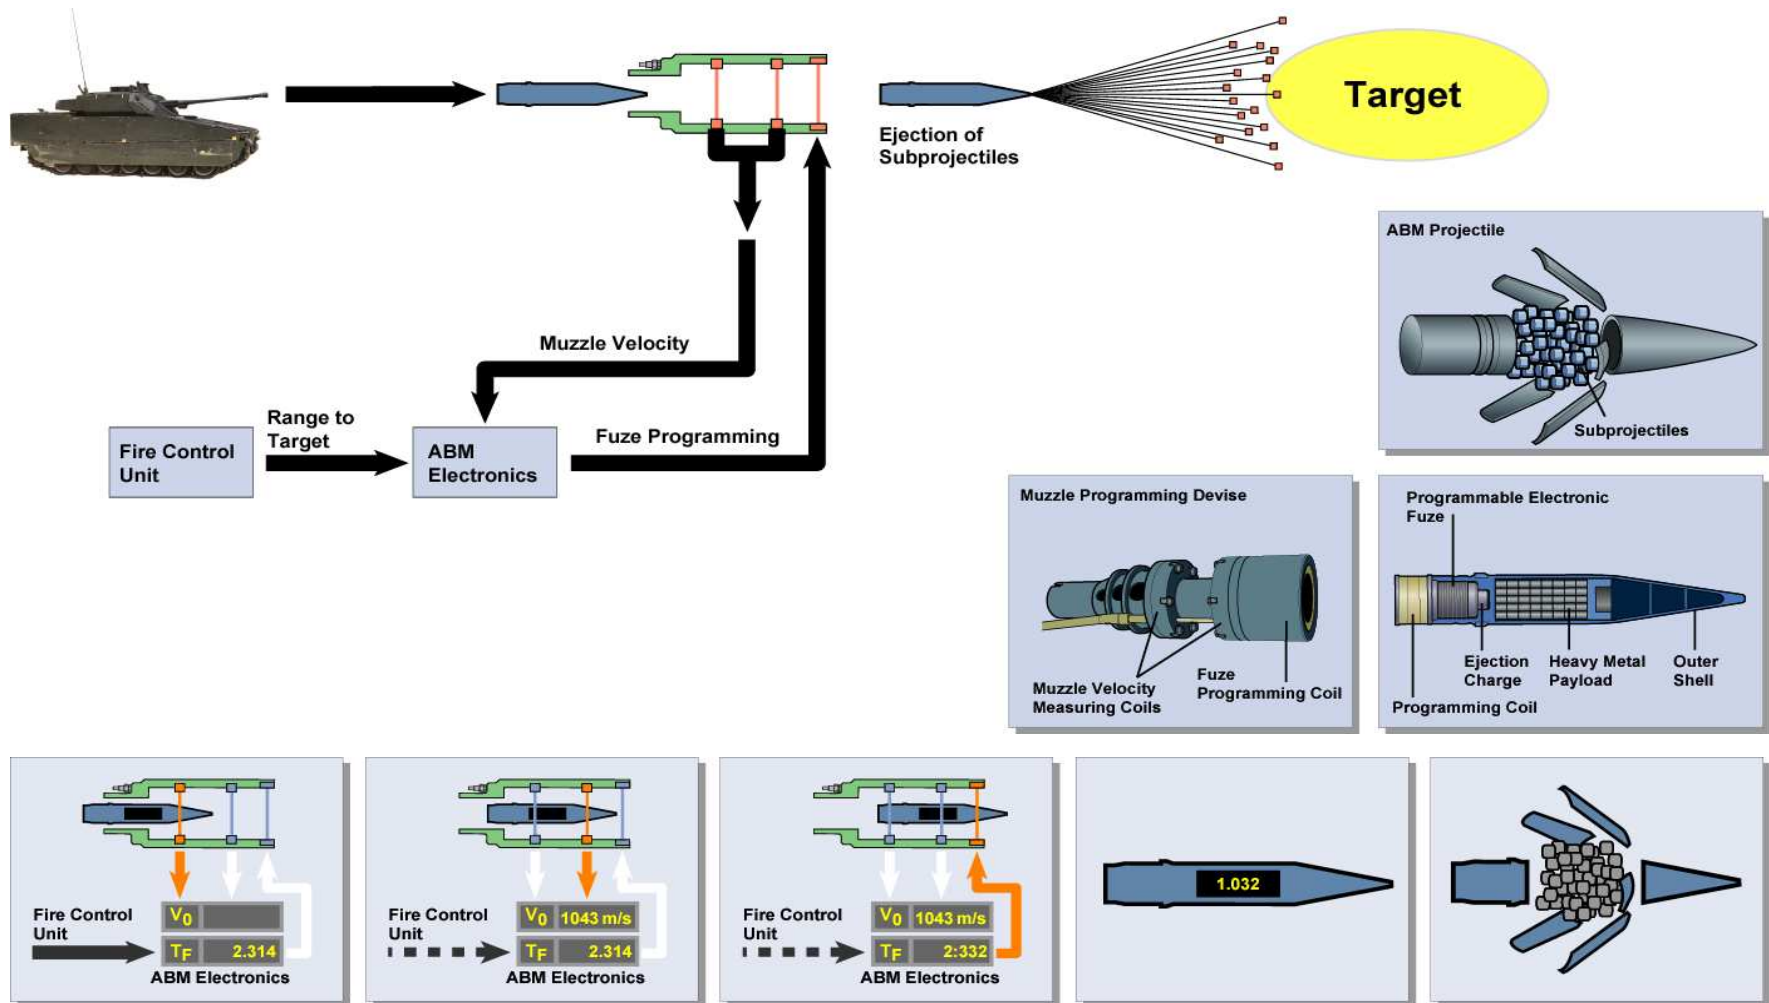 Target
Ejection of
Subprojectiles
Muzzle Velocity
Range to
Target
Fire Control
Unit
ABM
Electronics
Fuze Programming
ABM Projectile
Subprojectiles
Muzzle Programming Devise
Muzzle Velocity
Measuring Coils
Fuze
Programming Coil
Programmable Electronic
Fuze
Ejection
Charge
Heavy Metal
Payload
Outer
Shell
Programming Coil
Fire Control
Unit
V0
TF 2.314
ABM Electronics
Fire Control
Unit
V0 1043 m/s
TF 2.314
ABM Electronics
Fire Control
Unit
V0 1043 m/s
TF 2:332
ABM Electronics
1.032